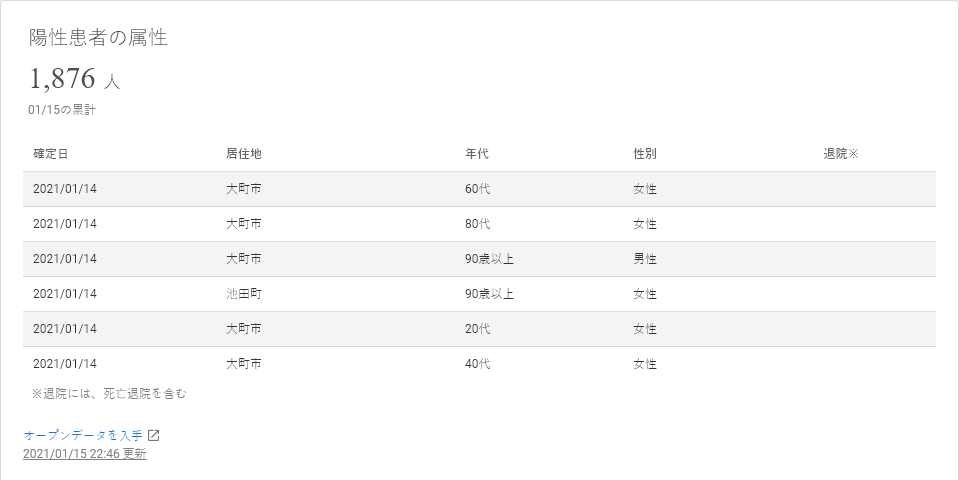 陽性患者の属性
1,876 人
01/15の累計
確定日 居住地 年代 性別 退院※
2021/01/14 大町市 60代 女性
2021/01/14 大町市 80代 女性
2021/01/14 大町市 90歳以上 男性
2021/01/14 池田町 90歳以上 女性
2021/01/14 大町市 20代 女性
2021/01/14 大町市 40代 女性
※退院には、死亡退院を含む
オープンデータを入手
2021/01/15 22:46 更新